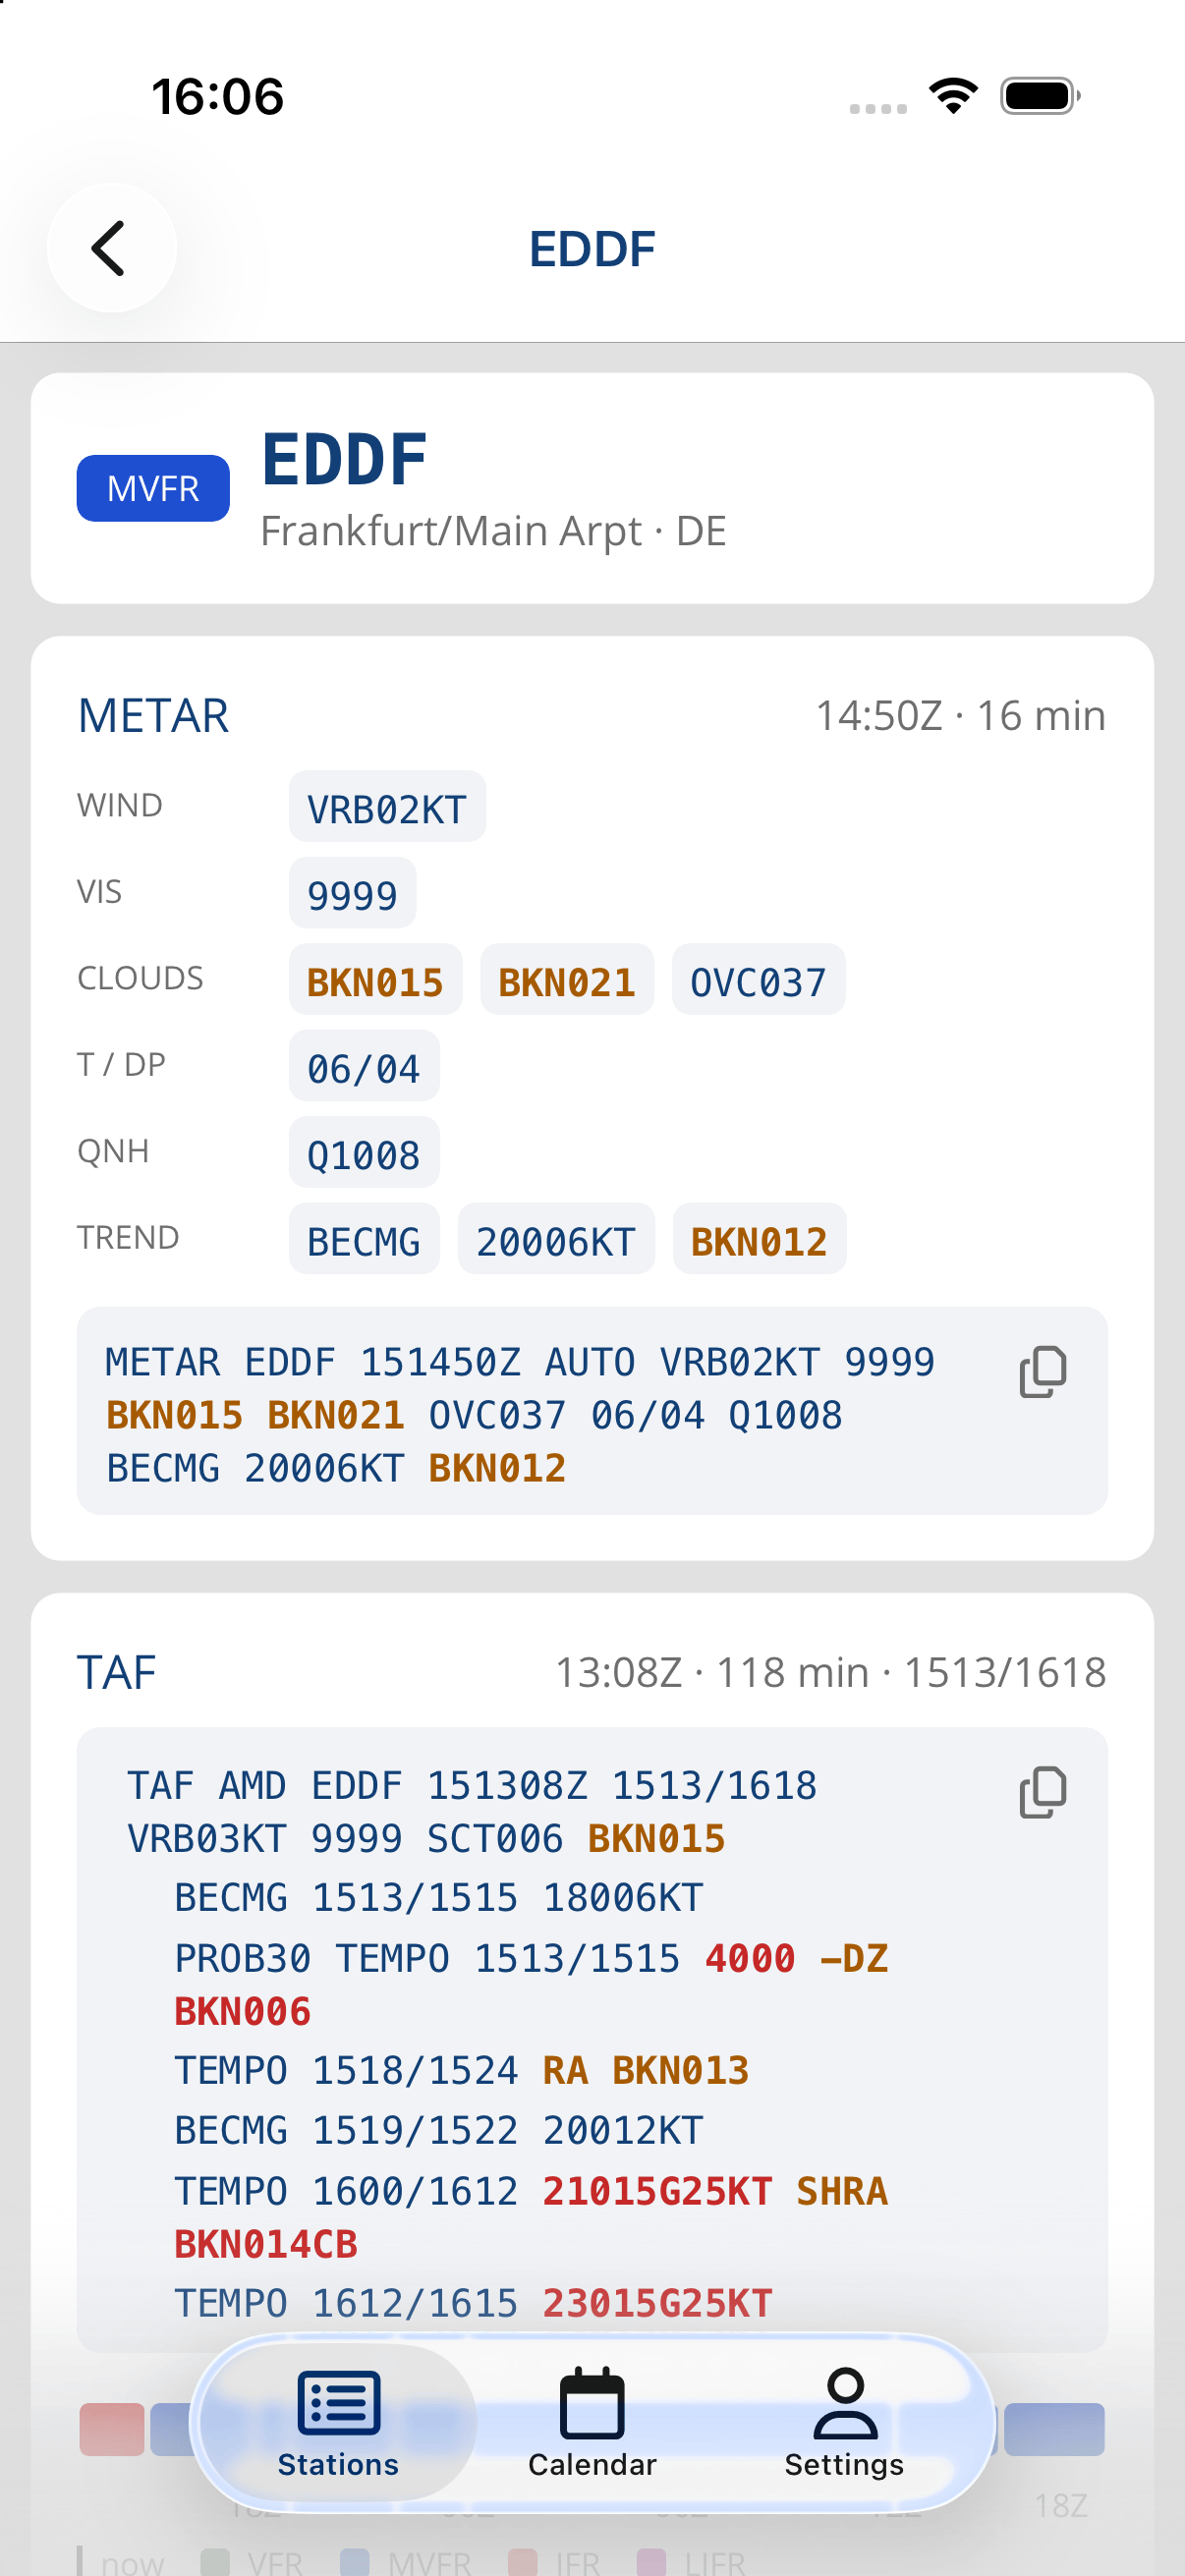 16:06
EDDF
MVFR
EDDF
Frankfurt/Main Arpt · DE
METAR
14:50Z · 16 min
WIND VRB02KT
VIS 9999
CLOUDS BKN015 BKN021 OVC037
T / DP 06/04
QNH Q1008
TREND BECMG 20006KT BKN012
METAR EDDF 151450Z AUTO VRB02KT 9999
BKN015 BKN021 OVC037 06/04 Q1008
BECMG 20006KT BKN012
TAF
13:08Z · 118 min · 1513/1618
TAF AMD EDDF 151308Z 1513/1618
VRB03KT 9999 SCT006 BKN015
BECMG 1513/1515 18006KT
PROB30 TEMPO 1513/1515 4000 −DZ
BKN006
TEMPO 1518/1524 RA BKN013
BECMG 1519/1522 20012KT
TEMPO 1600/1612 21015G25KT SHRA
BKN014CB
TEMPO 1612/1615 23015G25KT
Stations Calendar Settings
18Z
now VFR MVFR IFR LIFR